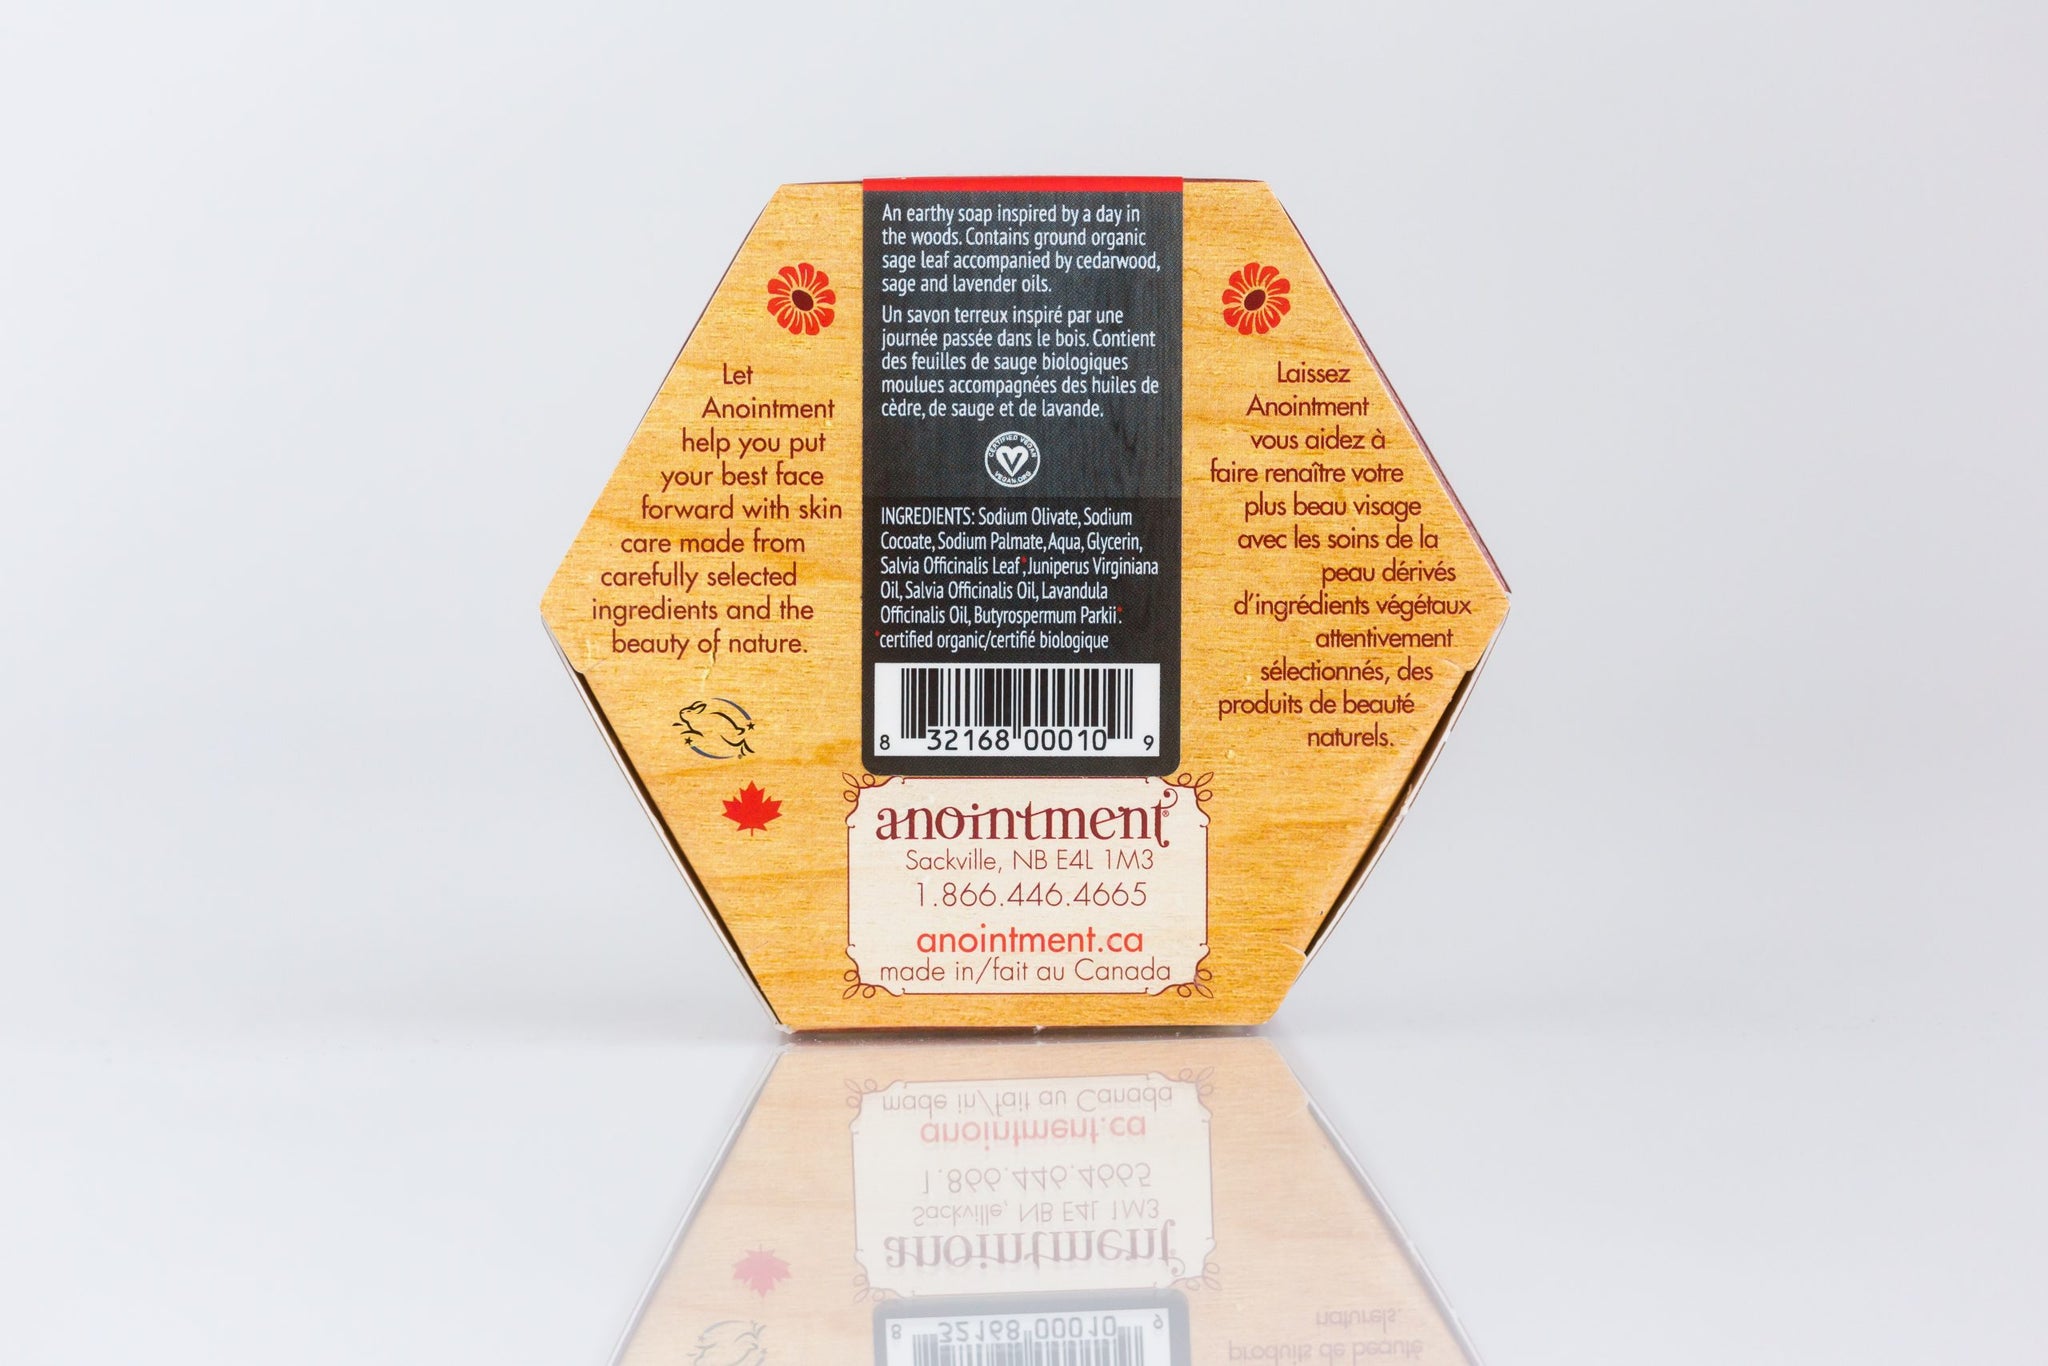 An earthy soap inspired by a day in
the woods. Contains ground organic
sage leaf accompanied by cedarwood,
sage and lavender oils.
Un savon terreux inspiré par une
journée passée dans le bois. Contient
des feuilles de sauge biologiques
moulues accompagnées des huiles de
cèdre, de sauge et de lavande.
CERTIFIED VEGAN
VEGAN.ORG
INGREDIENTS: Sodium Olivate, Sodium
Cocoate, Sodium Palmate, Aqua, Glycerin,
Salvia Officinalis Leaf*, Juniperus Virginiana
Oil, Salvia Officinalis Oil, Lavandula
Officinalis Oil, Butyrospermum Parkii*.
*certified organic/certifié biologique
8 32168 00010 9
Let
Anointment
help you put
your best face
forward with skin
care made from
carefully selected
ingredients and the
beauty of nature.
Laissez
Anointment
vous aidez à
faire renaître votre
plus beau visage
avec les soins de la
peau dérivés
d'ingrédients végétaux
attentivement
sélectionnés, des
produits de beauté
naturels.
anointment®
Sackville, NB E4L 1M3
1.866.446.4665
anointment.ca
made in/fait au Canada